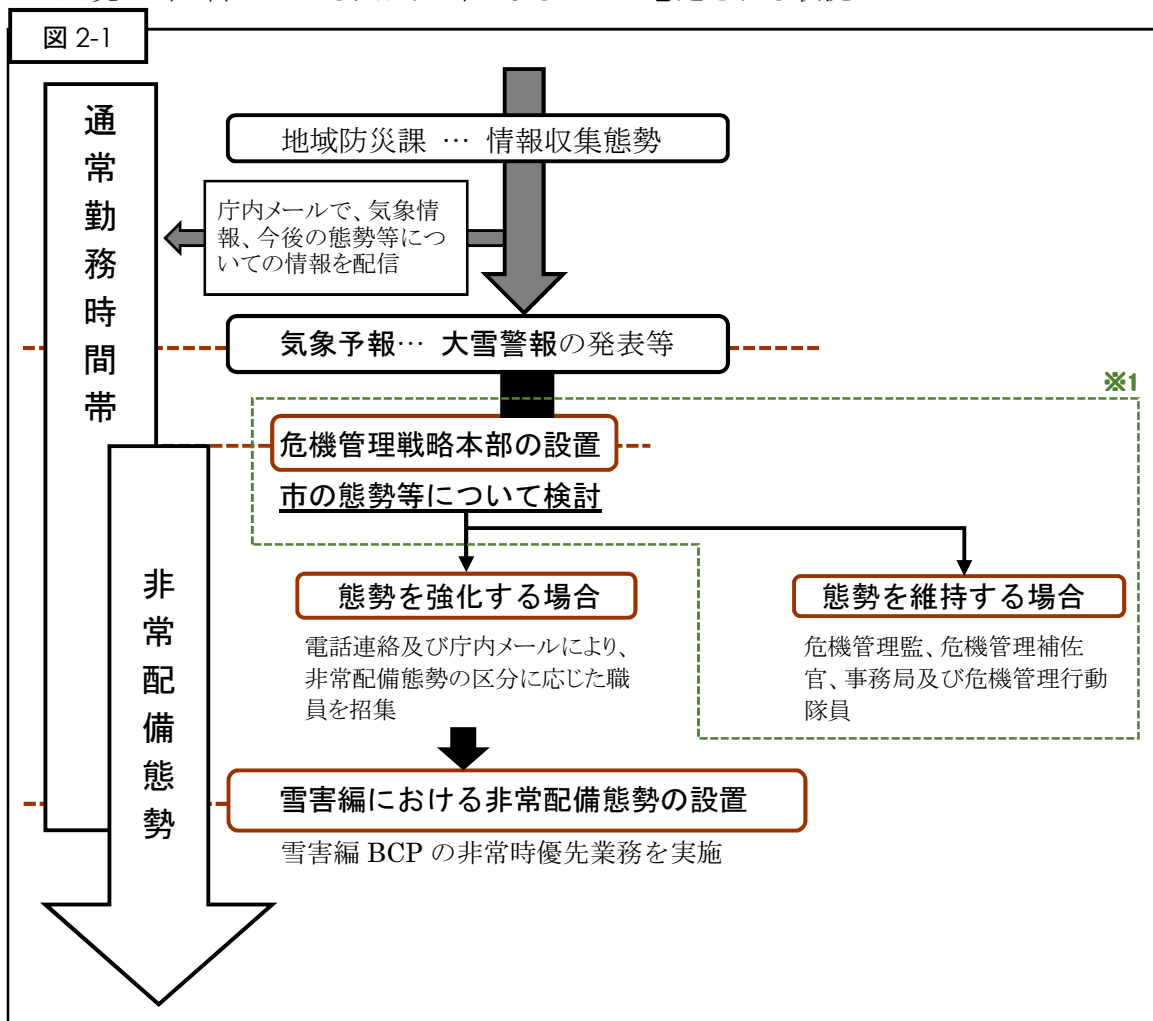 図 2-1
通常勤務時間帯
地域防災課 … 情報収集態勢
庁内メールで、気象情
報、今後の態勢等につ
いての情報を配信
気象予報… 大雪警報の発表等
※1
危機管理戦略本部の設置
市の態勢等について検討
非常配備態勢
態勢を強化する場合
電話連絡及び庁内メールにより、
非常配備態勢の区分に応じた職
員を招集
態勢を維持する場合
危機管理監、危機管理補佐
官、事務局及び危機管理行動
隊員
雪害編における非常配備態勢の設置
雪害編 BCP の非常時優先業務を実施